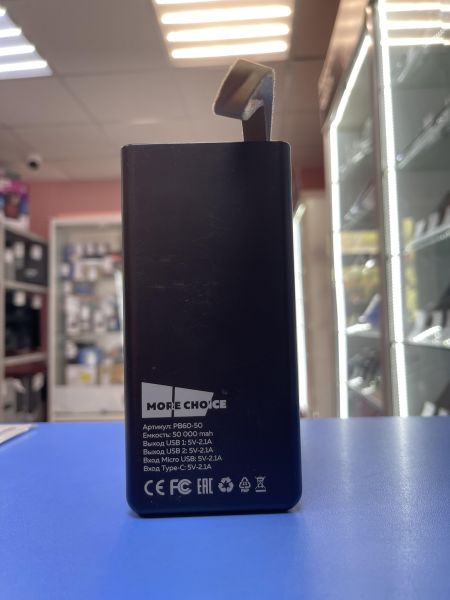 MORE CHOICE
Артикул: PB60-50
Емкость: 50 000 mah
Выход USB 1: 5V-2.1A
Выход USB 2: 5V-2.1A
Вход Micro USB: 5V-2.1A
Вход Type-C: 5V-2.1A
CE FC EAC